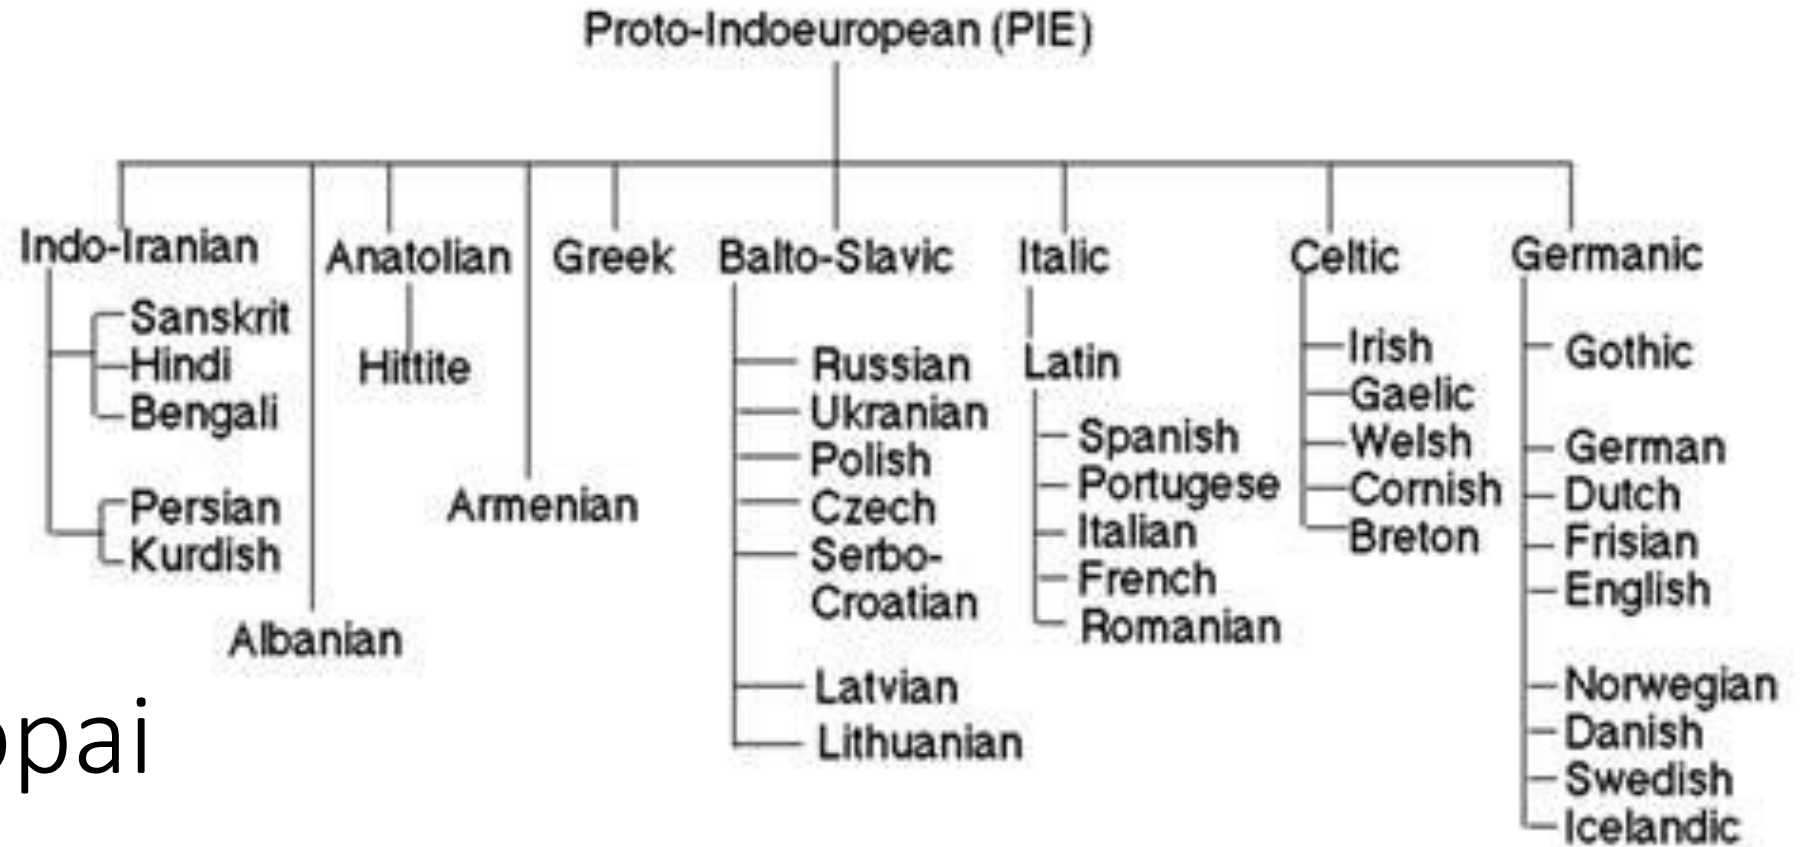 Proto-Indoeuropean (PIE)
Indo-Iranian
Sanskrit
Hindi
Bengali
Persian
Kurdish
Albanian
Anatolian
Hittite
Armenian
Greek
Balto-Slavic
Russian
Ukranian
Polish
Czech
Serbo-
Croatian
Latvian
Lithuanian
Italic
Latin
Spanish
Portugese
Italian
French
Romanian
Celtic
Irish
Gaelic
Welsh
Cornish
Breton
Germanic
Gothic
German
Dutch
Frisian
English
Norwegian
Danish
Swedish
Icelandic